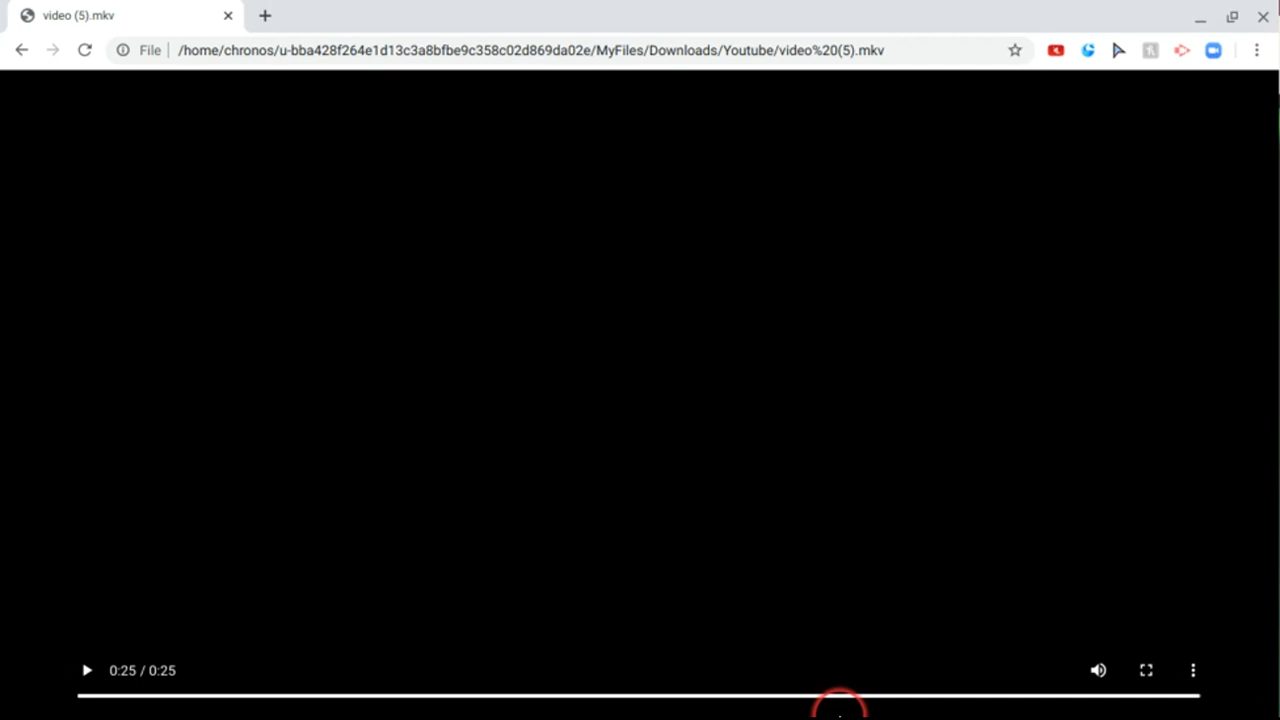 video (5).mkv
File /home/chronos/u-bba428f264e1d13c3a8bfbe9c358c02d869da02e/MyFiles/Downloads/Youtube/video%20(5).mkv
0:25 / 0:25